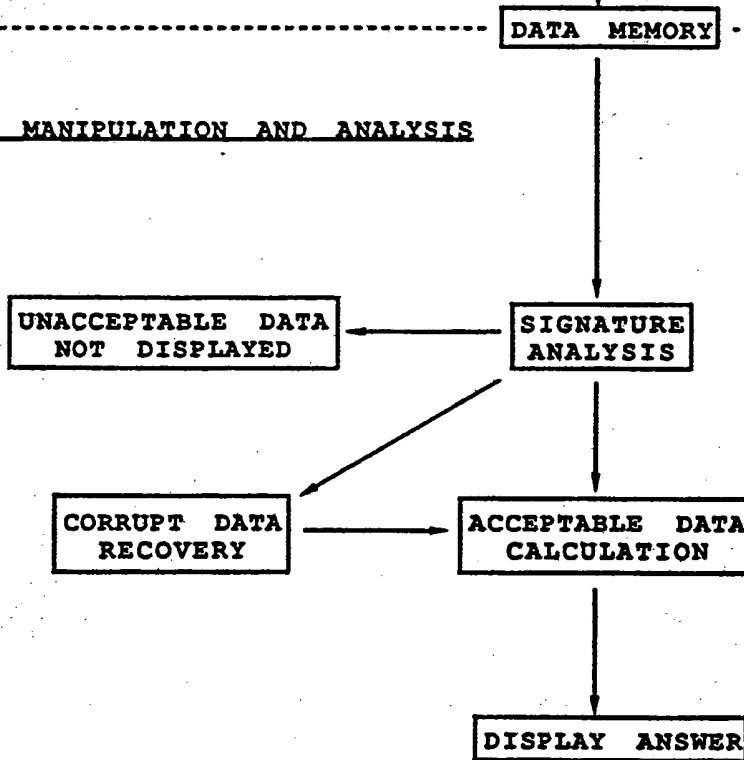 DATA MEMORY
MANIPULATION AND ANALYSIS
UNACCEPTABLE DATA
NOT DISPLAYED
SIGNATURE
ANALYSIS
CORRUPT DATA
RECOVERY
ACCEPTABLE DATA
CALCULATION
DISPLAY ANSWER